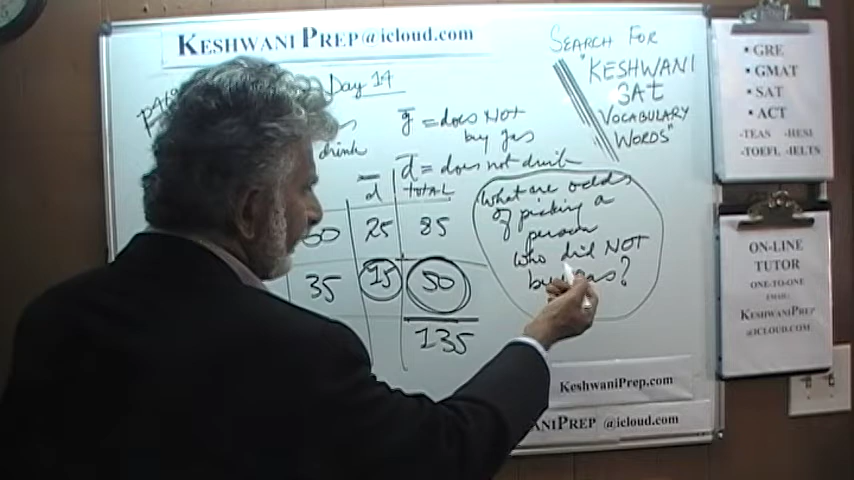 KESHWANI PREP@icloud.com
Day 14
drink
g̅ = does NOT
buy gas
d̅ = does not drink
d̅ TOTAL
25 85
35 15 50
135
What are odds
of picking a
person
who did NOT
buy gas?
SEARCH FOR
"KESHWANI
SAT
VOCABULARY
WORDS"
KESHWANIPREP.COM
@icloud.com
• GRE
• GMAT
• SAT
• ACT
-TEAS -HESI
-TOEFL -IELTS
ON-LINE
TUTOR
ONE-TO-ONE
EMAIL:
KESHWANIPREP
@ICLOUD.COM